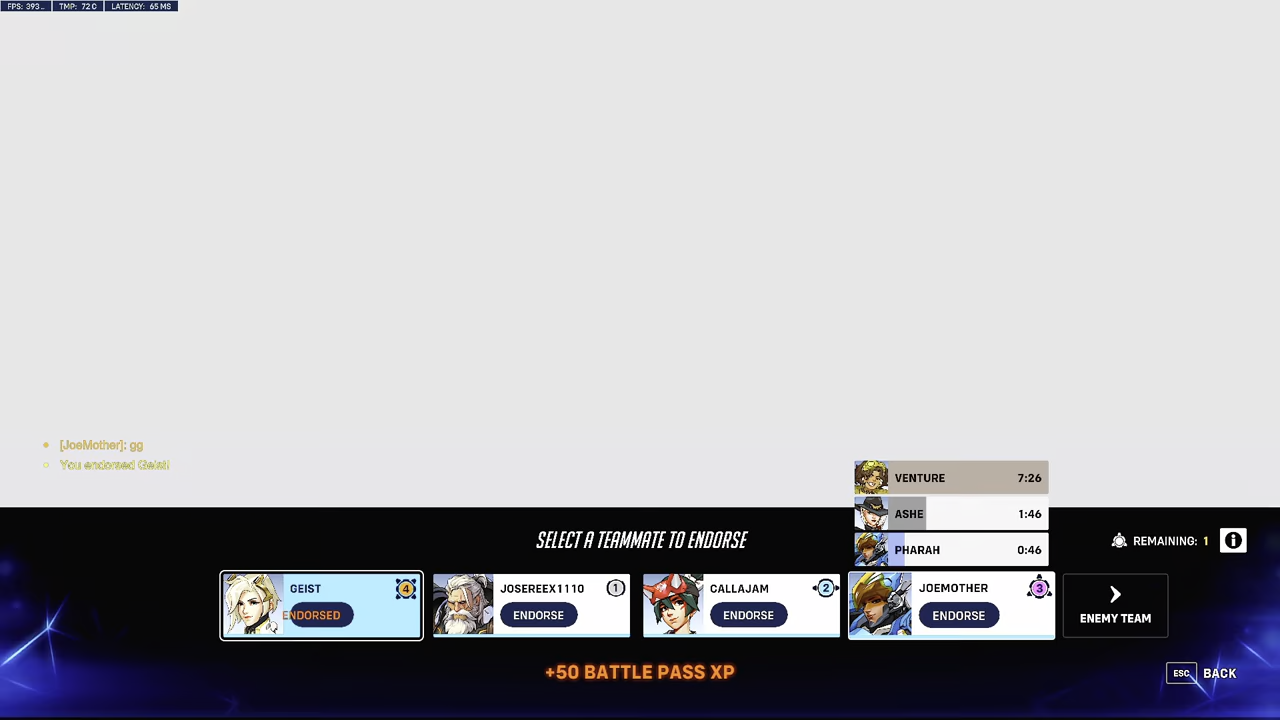 FPS: 393... TMP: 72 C LATENCY: 65 MS
[JoeMother]: gg
You endorsed Geist!
VENTURE 7:26
ASHE 1:46
PHARAH 0:46
SELECT A TEAMMATE TO ENDORSE
REMAINING: 1
GEIST 4
ENDORSED
JOSEREEX1110 1
ENDORSE
CALLAJAM 2
ENDORSE
JOEMOTHER 3
ENDORSE
ENEMY TEAM
+50 BATTLE PASS XP
ESC BACK